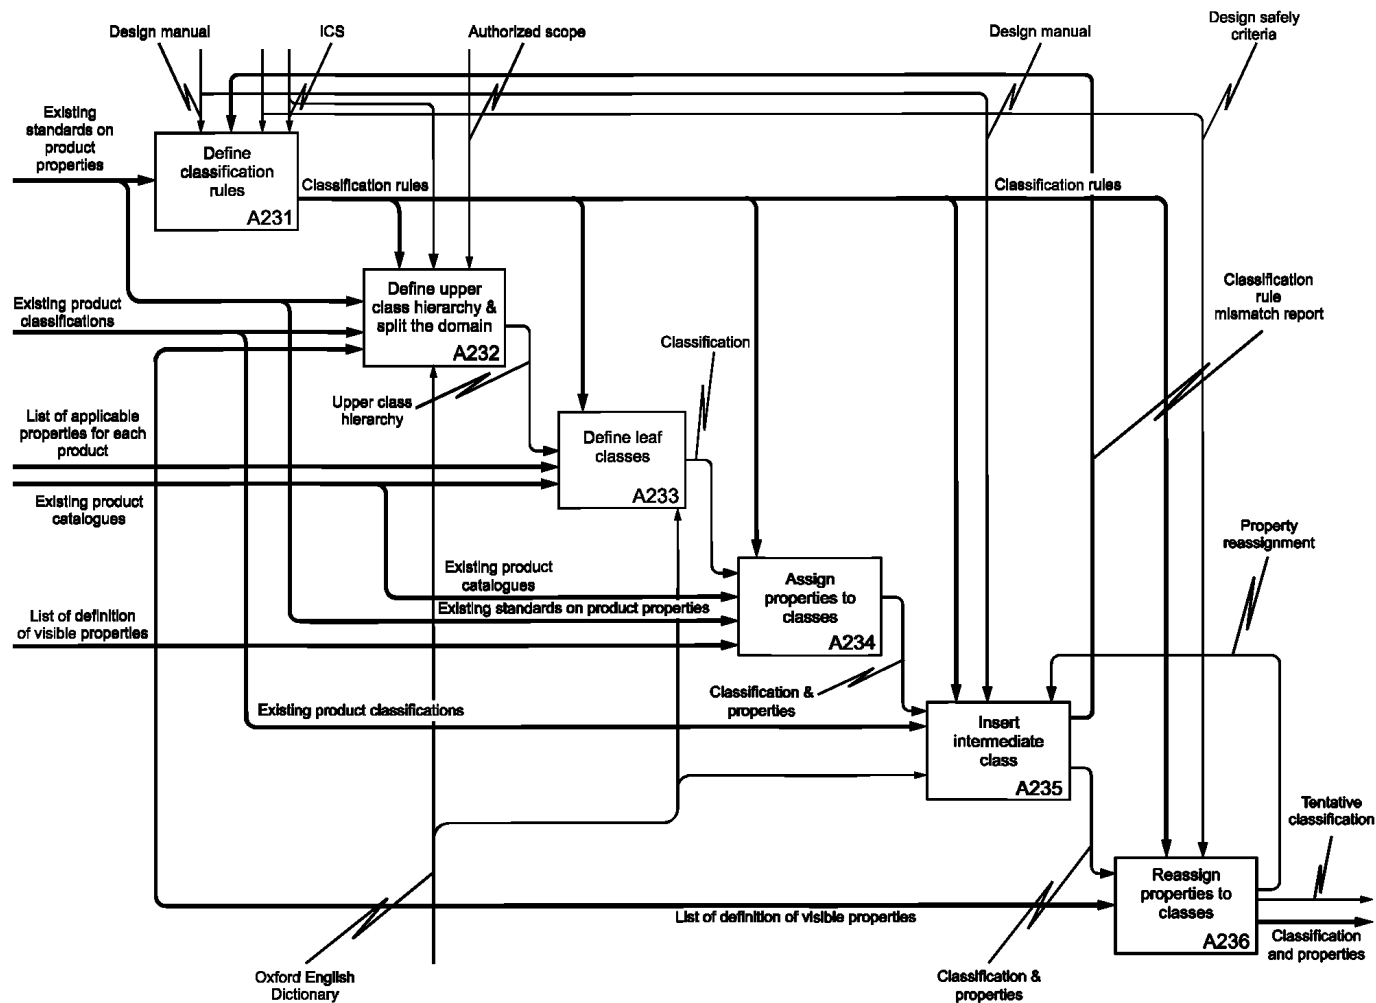 Design manual
ICS
Authorized scope
Design manual
Design safely
criteria
Existing
standards on
product
properties
Define
classification
rules
A231
Classification rules
Classification rules
Existing product
classifications
Define upper
class hierarchy &
split the domain
A232
Classification
rule
mismatch report
Classification
Upper class
hierarchy
List of applicable
properties for each
product
Define leaf
classes
A233
Existing product
catalogues
Property
reassignment
Existing product
catalogues
Assign
properties to
classes
A234
Existing standards on product properties
List of definition
of visible properties
Classification &
properties
Existing product classifications
Insert
intermediate
class
A235
Tentative
classification
Reassign
properties to
classes
A236
List of definition of visible properties
Classification
and properties
Oxford English
Dictionary
Classification &
properties